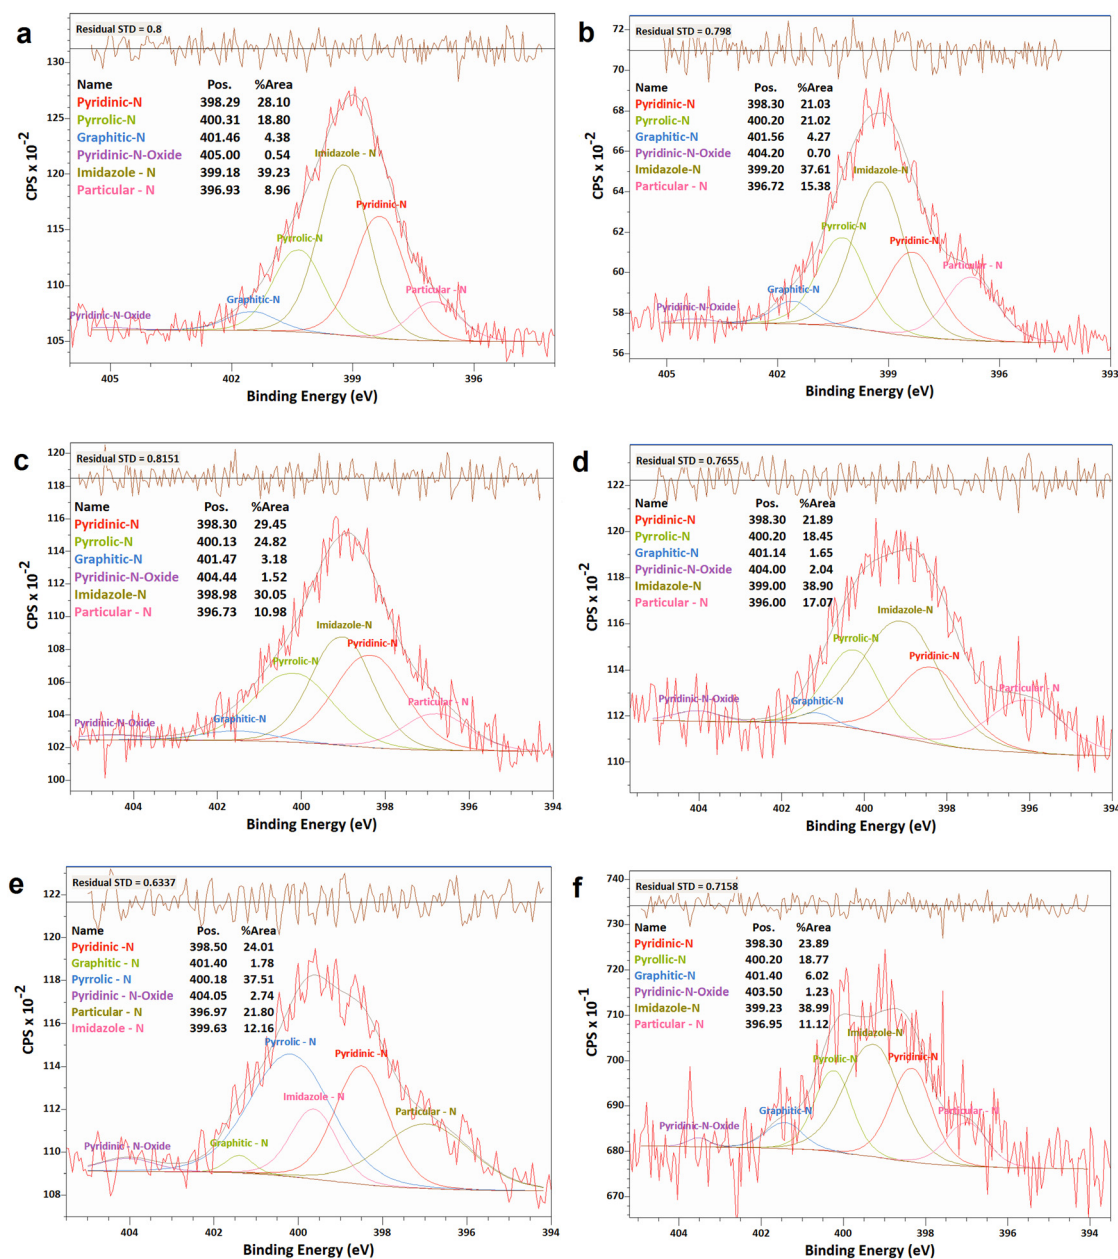 a
Residual STD = 0.8
Name Pos. %Area
Pyridinic-N 398.29 28.10
Pyrrolic-N 400.31 18.80
Graphitic-N 401.46 4.38
Pyridinic-N-Oxide 405.00 0.54
Imidazole - N 399.18 39.23
Particular - N 396.93 8.96
Imidazole - N
Pyridinic-N
Pyrrolic-N
Graphitic-N
Particular - N
Pyridinic-N-Oxide
CPS x 10-2
130
125
120
115
110
105
405 402 399 396
Binding Energy (eV)
b
Residual STD = 0.798
Name Pos. %Area
Pyridinic-N 398.30 21.03
Pyrrolic-N 400.20 21.02
Graphitic-N 401.56 4.27
Pyridinic-N-Oxide 404.20 0.70
Imidazole-N 399.20 37.61
Particular - N 396.72 15.38
Imidazole-N
Pyrrolic-N
Pyridinic-N
Particular - N
Graphitic-N
Pyridinic-N-Oxide
CPS x 10-2
72
70
68
66
64
62
60
58
56
405 402 399 396 393
Binding Energy (eV)
c
Residual STD = 0.8151
Name Pos. %Area
Pyridinic-N 398.30 29.45
Pyrrolic-N 400.13 24.82
Graphitic-N 401.47 3.18
Pyridinic-N-Oxide 404.44 1.52
Imidazole-N 398.98 30.05
Particular - N 396.73 10.98
Imidazole-N
Pyridinic-N
Pyrrolic-N
Particular - N
Graphitic-N
Pyridinic-N-Oxide
CPS x 10-2
120
118
116
114
112
110
108
106
104
102
100
404 402 400 398 396 394
Binding Energy (eV)
d
Residual STD = 0.7655
Name Pos. %Area
Pyridinic-N 398.30 21.89
Pyrrolic-N 400.20 18.45
Graphitic-N 401.14 1.65
Pyridinic-N-Oxide 404.00 2.04
Imidazole-N 399.00 38.90
Particular - N 396.00 17.07
Imidazole-N
Pyrrolic-N
Pyridinic-N
Particular - N
Graphitic-N
Pyridinic-N-Oxide
CPS x 10-2
122
120
118
116
114
112
110
404 402 400 398 396 394
Binding Energy (eV)
e
Residual STD = 0.6337
Name Pos. %Area
Pyridinic -N 398.50 24.01
Graphitic - N 401.40 1.78
Pyrrolic - N 400.18 37.51
Pyridinic - N-Oxide 404.05 2.74
Particular - N 396.97 21.80
Imidazole - N 399.63 12.16
Pyrrolic - N
Pyridinic -N
Imidazole - N
Particular - N
Graphitic - N
Pyridinic - N-Oxide
CPS x 10-2
122
120
118
116
114
112
110
108
404 402 400 398 396 394
Binding Energy (eV)
f
Residual STD = 0.7158
Name Pos. %Area
Pyridinic-N 398.30 23.89
Pyrollic-N 400.20 18.77
Graphitic-N 401.40 6.02
Pyridinic-N-Oxide 403.50 1.23
Imidazole-N 399.23 38.99
Particular - N 396.95 11.12
Imidazole-N
Pyrolic-N
Pyridinic-N
Graphitic-N
Particular - N
Pyridinic-N-Oxide
CPS x 10-1
740
730
720
710
700
690
680
670
404 402 400 398 396 394
Binding Energy (eV)